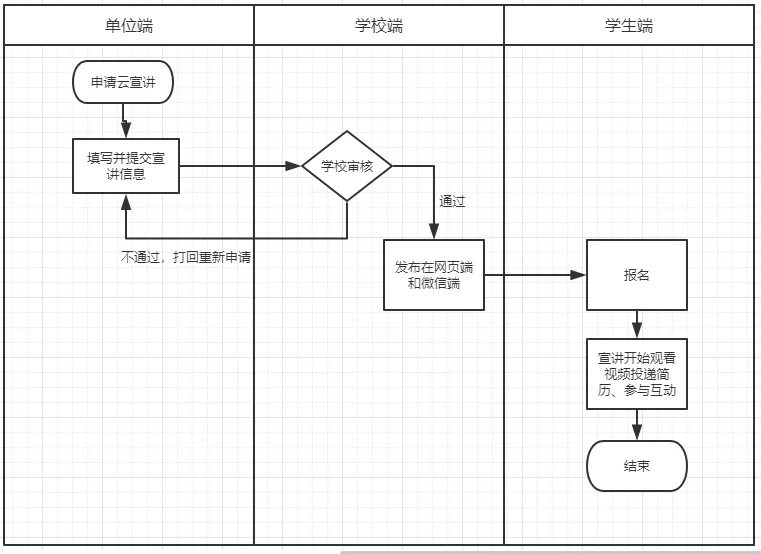 单位端
学校端
学生端
申请云宣讲
填写并提交宣
讲信息
学校审核
通过
不通过，打回重新申请
发布在网页端
和微信端
报名
宣讲开始观看
视频投递简
历、参与互动
结束